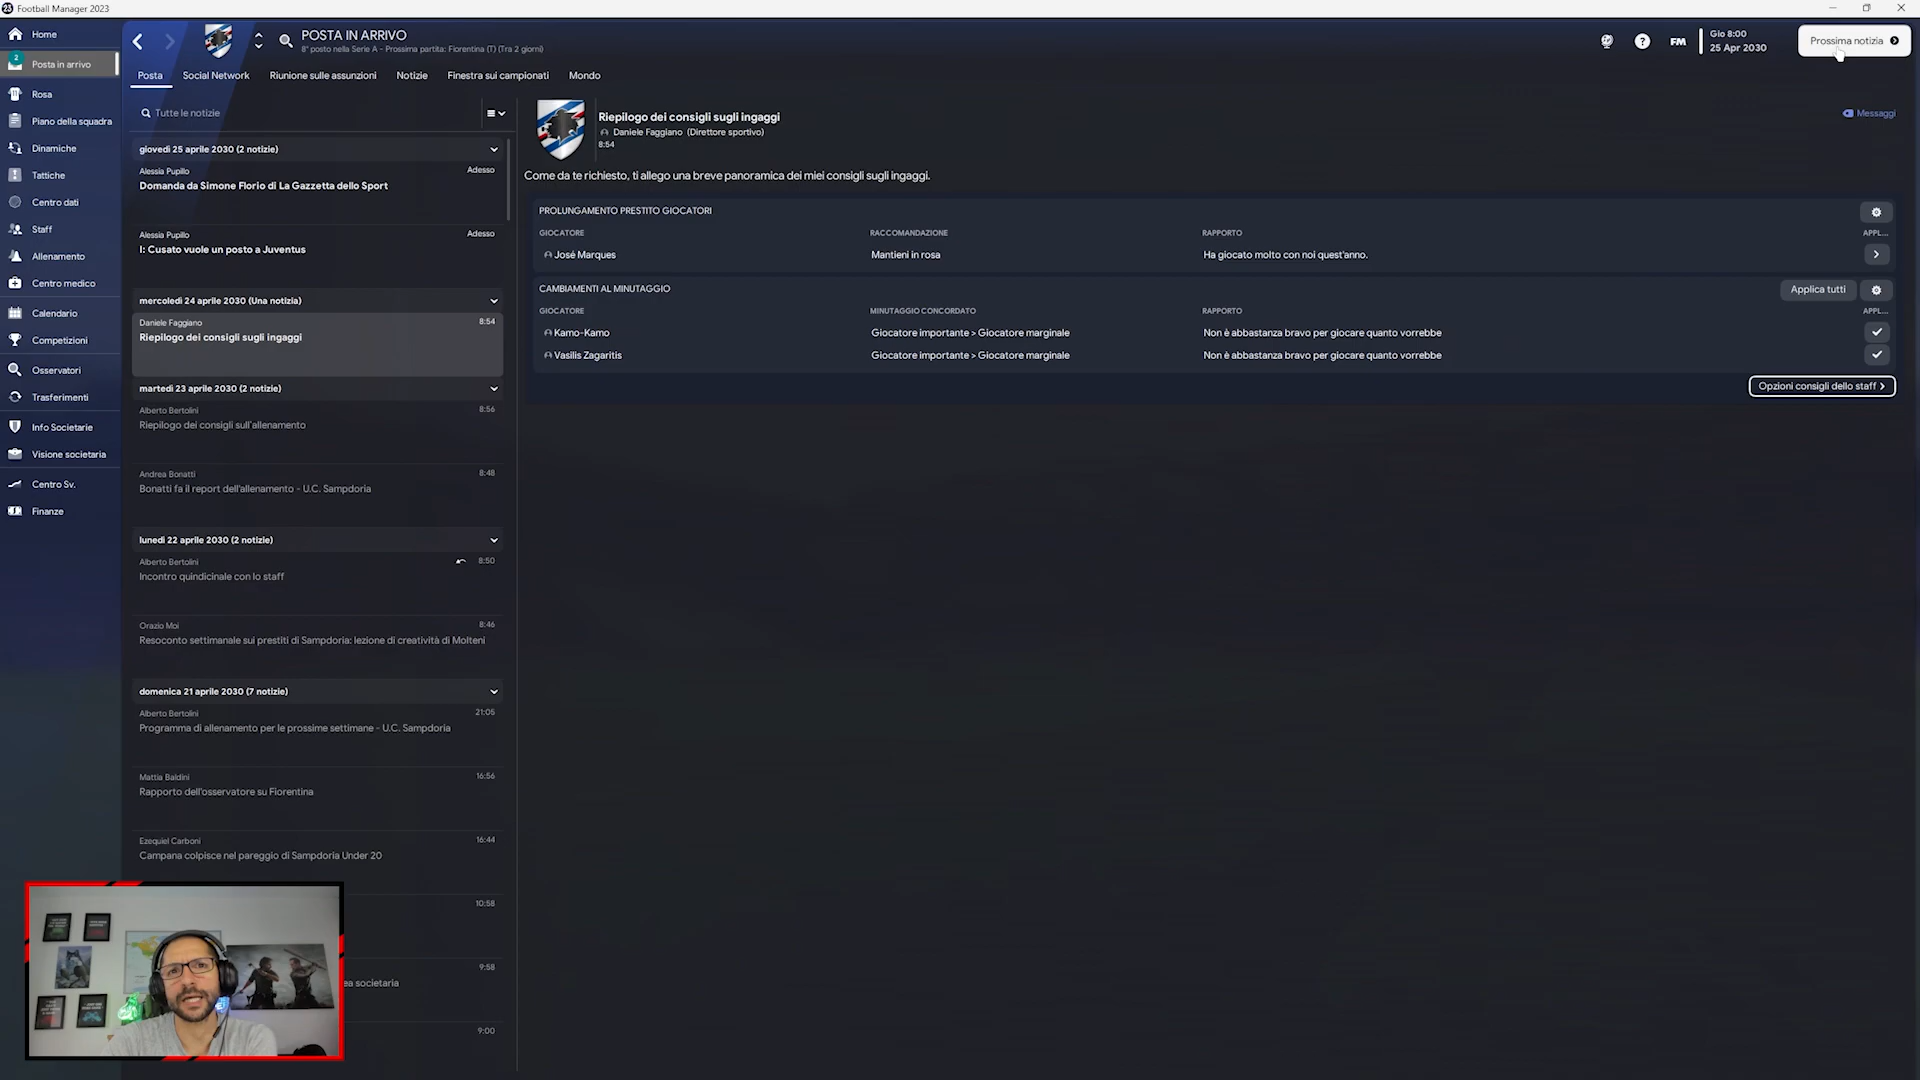 Football Manager 2023
Home
2
Posta in arrivo
Rosa
Piano della squadra
Dinamiche
Tattiche
Centro dati
Staff
Allenamento
Centro medico
Calendario
Competizioni
Osservatori
Trasferimenti
Info Societarie
Visione societaria
Centro Sv.
Finanze
POSTA IN ARRIVO
8° posto nella Serie A - Prossima partita: Fiorentina (T) (Tra 2 giorni)
FM
Gio 8:00
25 Apr 2030
Prossima notizia
Posta
Social Network
Riunione sulle assunzioni
Notizie
Finestra sui campionati
Mondo
Tutte le notizie
giovedì 25 aprile 2030 (2 notizie)
Alessia Pupillo
Adesso
Domanda da Simone Florio di La Gazzetta dello Sport
Alessia Pupillo
Adesso
I: Cusato vuole un posto a Juventus
mercoledì 24 aprile 2030 (Una notizia)
Daniele Faggiano
8:54
Riepilogo dei consigli sugli ingaggi
martedì 23 aprile 2030 (2 notizie)
Alberto Bertolini
8:56
Riepilogo dei consigli sull'allenamento
Andrea Bonatti
8:48
Bonatti fa il report dell'allenamento - U.C. Sampdoria
lunedì 22 aprile 2030 (2 notizie)
Alberto Bertolini
8:50
Incontro quindicinale con lo staff
Orazio Moi
8:46
Resoconto settimanale sui prestiti di Sampdoria: lezione di creatività di Molteni
domenica 21 aprile 2030 (7 notizie)
Alberto Bertolini
21:05
Programma di allenamento per le prossime settimane - U.C. Sampdoria
Mattia Baldini
16:56
Rapporto dell'osservatore su Fiorentina
Ezequiel Carboni
16:44
Campana colpisce nel pareggio di Sampdoria Under 20
10:58
9:58
ea societaria
9:00
Riepilogo dei consigli sugli ingaggi
Daniele Faggiano (Direttore sportivo)
8:54
Messaggi
Come da te richiesto, ti allego una breve panoramica dei miei consigli sugli ingaggi.
PROLUNGAMENTO PRESTITO GIOCATORI
GIOCATORE
RACCOMANDAZIONE
RAPPORTO
APPL...
José Marques
Mantieni in rosa
Ha giocato molto con noi quest'anno.
CAMBIAMENTI AL MINUTAGGIO
Applica tutti
GIOCATORE
MINUTAGGIO CONCORDATO
RAPPORTO
APPL...
Kamo-Kamo
Giocatore importante > Giocatore marginale
Non è abbastanza bravo per giocare quanto vorrebbe
Vasilis Zagaritis
Giocatore importante > Giocatore marginale
Non è abbastanza bravo per giocare quanto vorrebbe
Opzioni consigli dello staff >